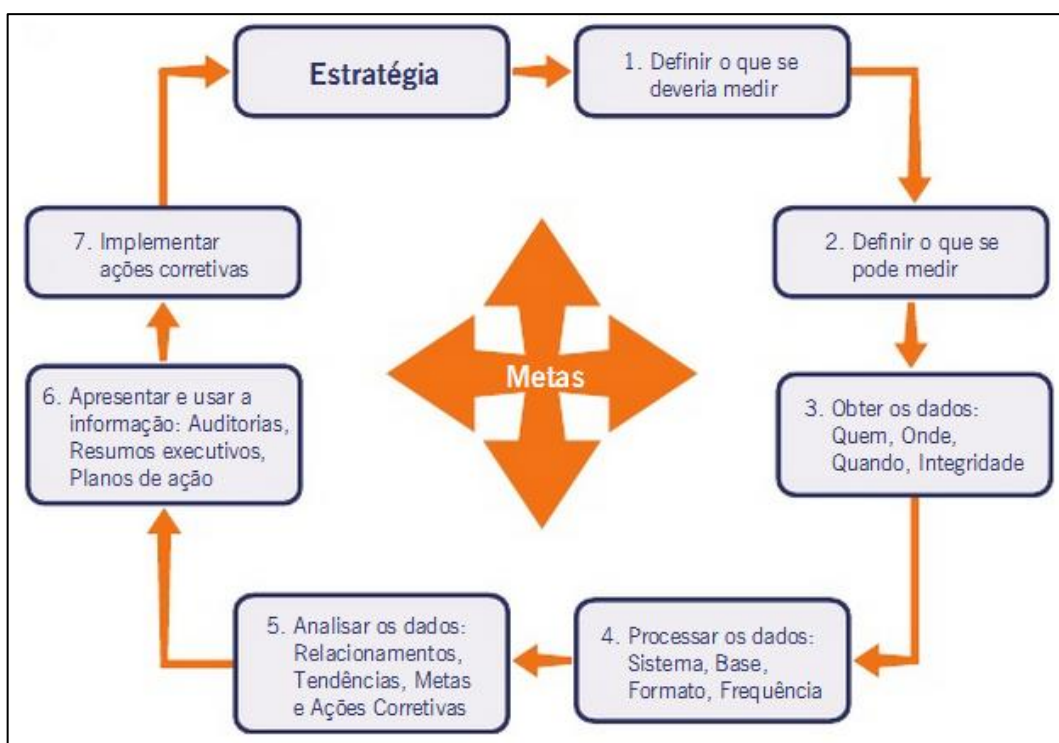 Estratégia
1. Definir o que se
deveria medir
2. Definir o que se
pode medir
3. Obter os dados:
Quem, Onde,
Quando, Integridade
4. Processar os dados:
Sistema, Base,
Formato, Frequência
5. Analisar os dados:
Relacionamentos,
Tendências, Metas
e Ações Corretivas
6. Apresentar e usar a
informação: Auditorias,
Resumos executivos,
Planos de ação
7. Implementar
ações corretivas
Metas